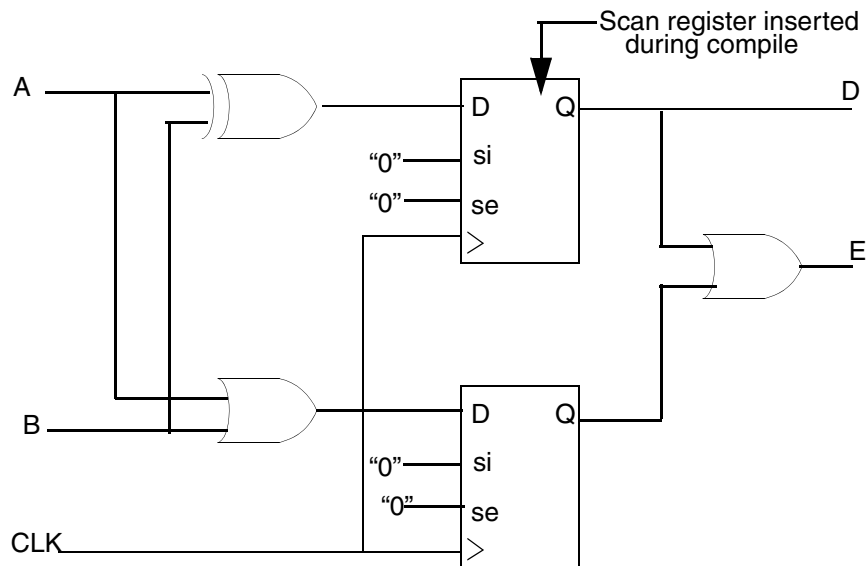 Scan register inserted
during compile
A
D
D
Q
"0"
si
"0"
se
E
B
D
Q
"0"
si
"0"
se
CLK